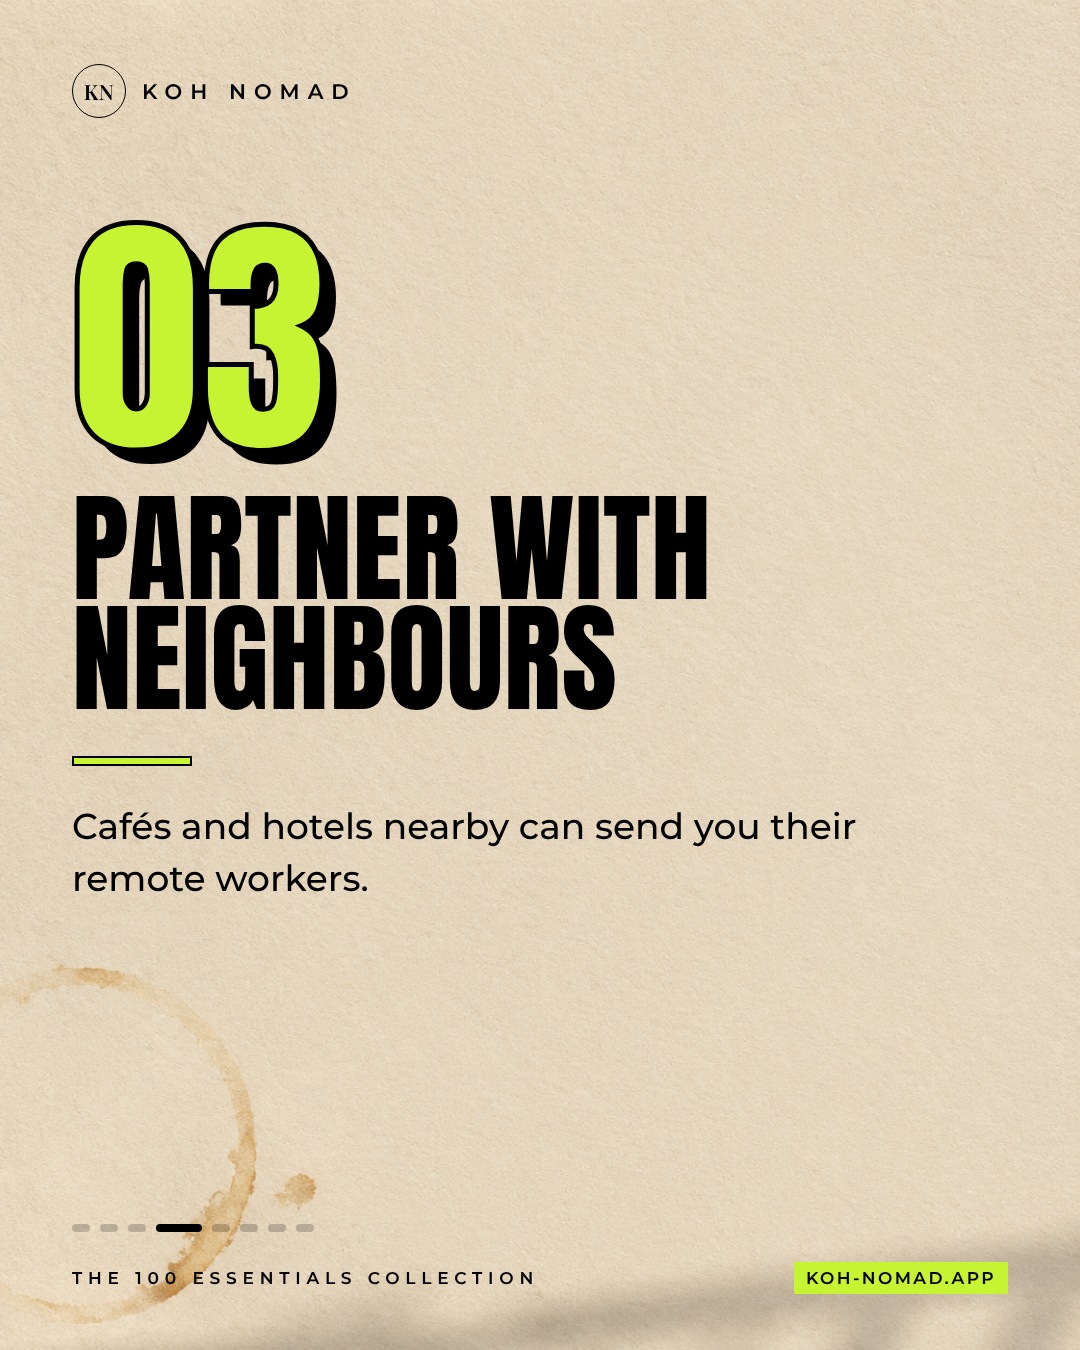 KN KOH NOMAD
03
PARTNER WITH
NEIGHBOURS
Cafés and hotels nearby can send you their
remote workers.
THE 100 ESSENTIALS COLLECTION
KOH-NOMAD.APP